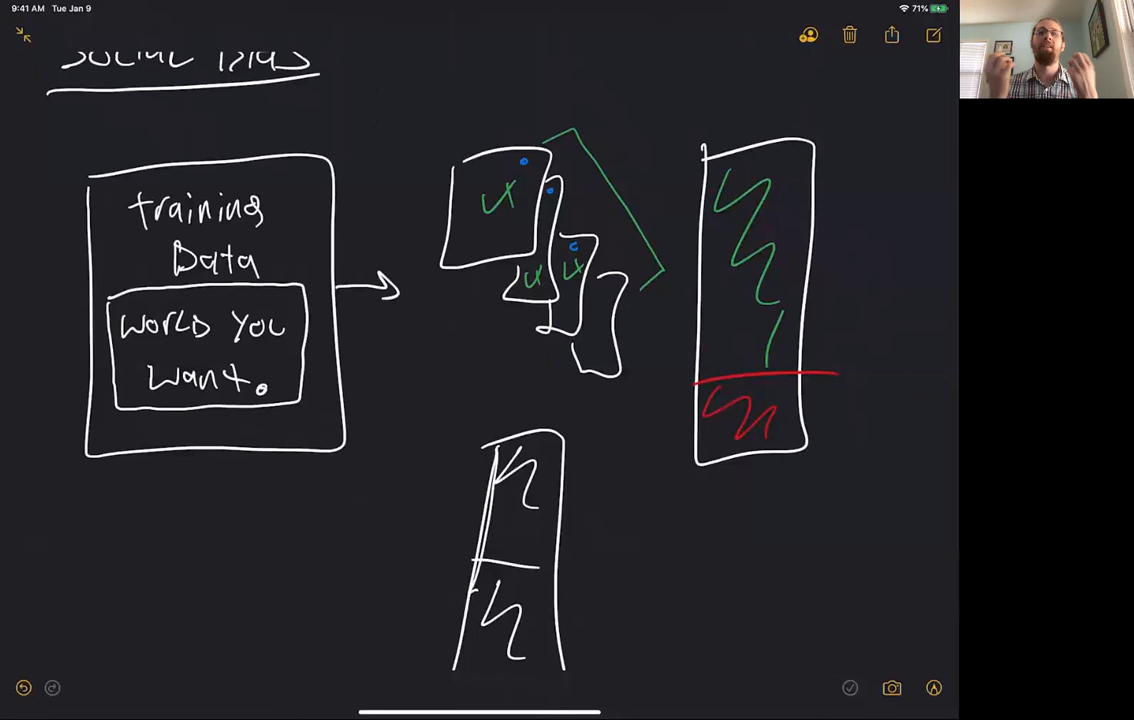 9:41 AM Tue Jan 9
71%
Social Bias
training
Data
World You
Want.